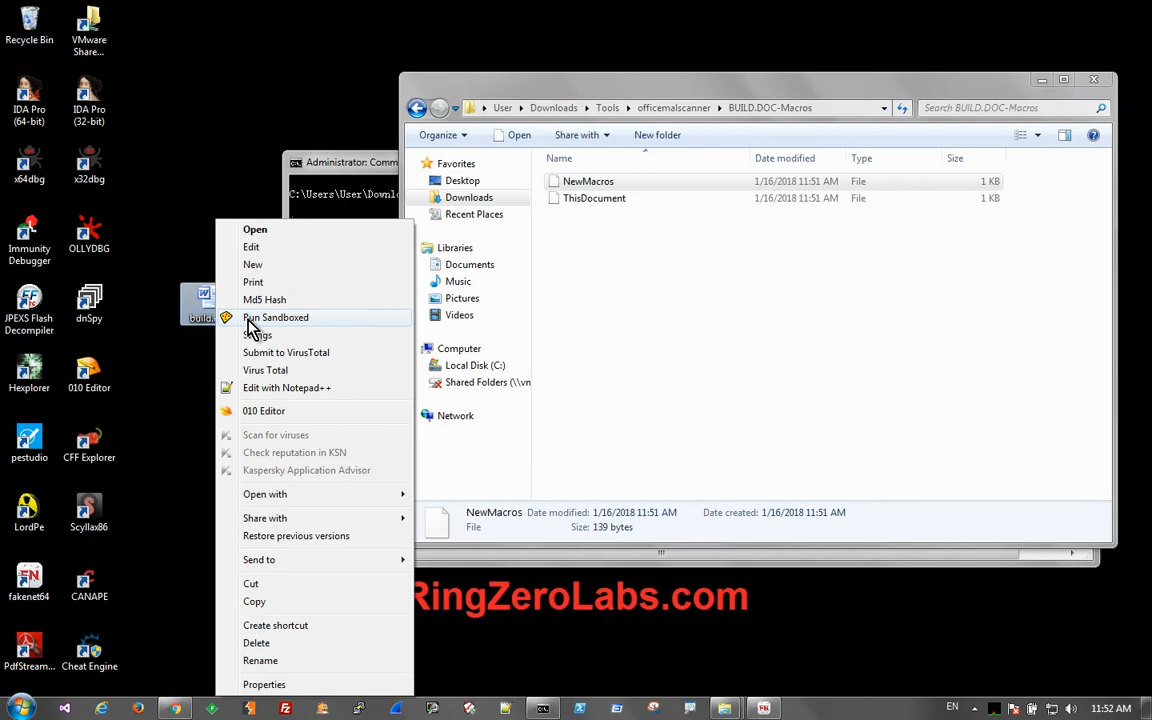 Recycle Bin
VMware
Share...
IDA Pro
(64-bit)
IDA Pro
(32-bit)
x64dbg
x32dbg
Immunity
Debugger
OLLYDBG
JPEXS Flash
Decompiler
dnSpy
Hexplorer
010 Editor
pestudio
CFF Explorer
LordPe
Scyllax86
fakenet64
CANAPE
PdfStream...
Cheat Engine
Administrator: Comm
C:\Users\User\Downlo
build.
Open
Edit
New
Print
Md5 Hash
Run Sandboxed
Submit to VirusTotal
Virus Total
Edit with Notepad++
010 Editor
Scan for viruses
Check reputation in KSN
Kaspersky Application Advisor
Open with
Share with
Restore previous versions
Send to
Cut
Copy
Create shortcut
Delete
Rename
Properties
User
Downloads
Tools
officemalscanner
BUILD.DOC-Macros
Search BUILD.DOC-Macros
Organize
Open
Share with
New folder
Favorites
Desktop
Downloads
Recent Places
Libraries
Documents
Music
Pictures
Videos
Computer
Local Disk (C:)
Shared Folders (\\vn
Network
Name Date modified Type Size
NewMacros 1/16/2018 11:51 AM File 1 KB
ThisDocument 1/16/2018 11:51 AM File 1 KB
NewMacros Date modified: 1/16/2018 11:51 AM Date created: 1/16/2018 11:51 AM
File Size: 139 bytes
RingZeroLabs.com
EN
11:52 AM